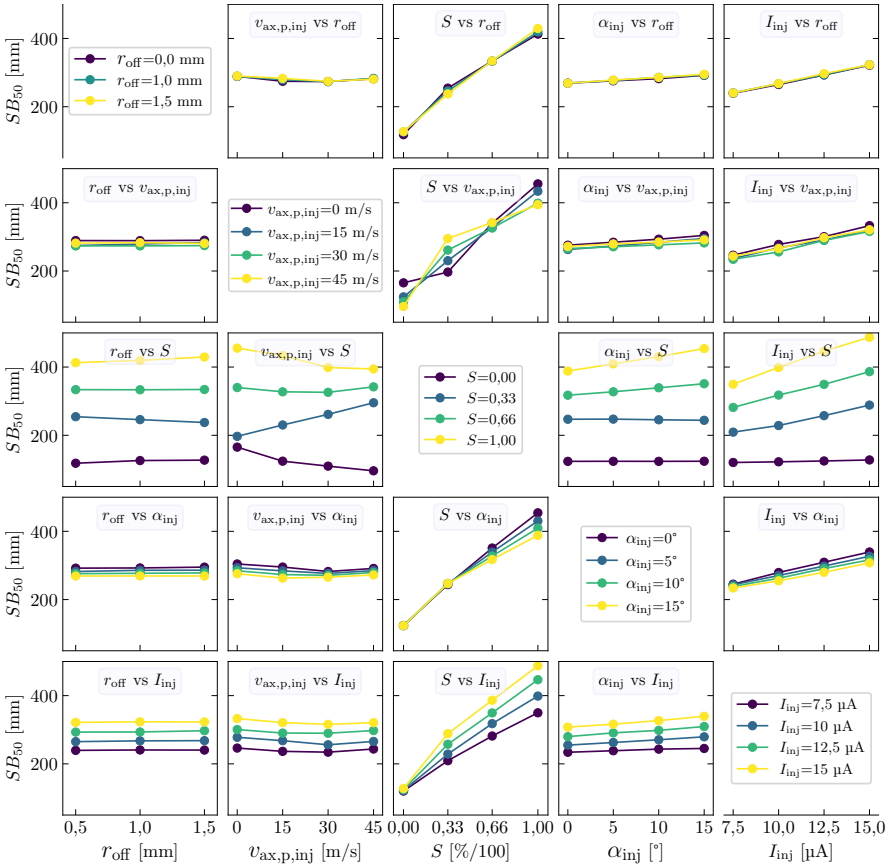 v_ax,p,inj vs r_off
S vs r_off
α_inj vs r_off
I_inj vs r_off
SB_50 [mm]
400
200
r_off=0,0 mm
r_off=1,0 mm
r_off=1,5 mm
r_off vs v_ax,p,inj
S vs v_ax,p,inj
α_inj vs v_ax,p,inj
I_inj vs v_ax,p,inj
SB_50 [mm]
400
200
v_ax,p,inj=0 m/s
v_ax,p,inj=15 m/s
v_ax,p,inj=30 m/s
v_ax,p,inj=45 m/s
r_off vs S
v_ax,p,inj vs S
α_inj vs S
I_inj vs S
SB_50 [mm]
400
200
S=0,00
S=0,33
S=0,66
S=1,00
r_off vs α_inj
v_ax,p,inj vs α_inj
S vs α_inj
I_inj vs α_inj
SB_50 [mm]
400
200
α_inj=0°
α_inj=5°
α_inj=10°
α_inj=15°
r_off vs I_inj
v_ax,p,inj vs I_inj
S vs I_inj
α_inj vs I_inj
SB_50 [mm]
400
200
I_inj=7,5 µA
I_inj=10 µA
I_inj=12,5 µA
I_inj=15 µA
0,5 1,0 1,5
0 15 30 45
0,00 0,33 0,66 1,00
0 5 10 15
7,5 10,0 12,5 15,0
r_off [mm]
v_ax,p,inj [m/s]
S [%/100]
α_inj [°]
I_inj [µA]